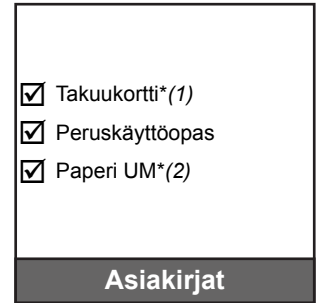 ☑ Takuukortti*(1)
☑ Peruskäyttöopas
☑ Paperi UM*(2)
Asiakirjat